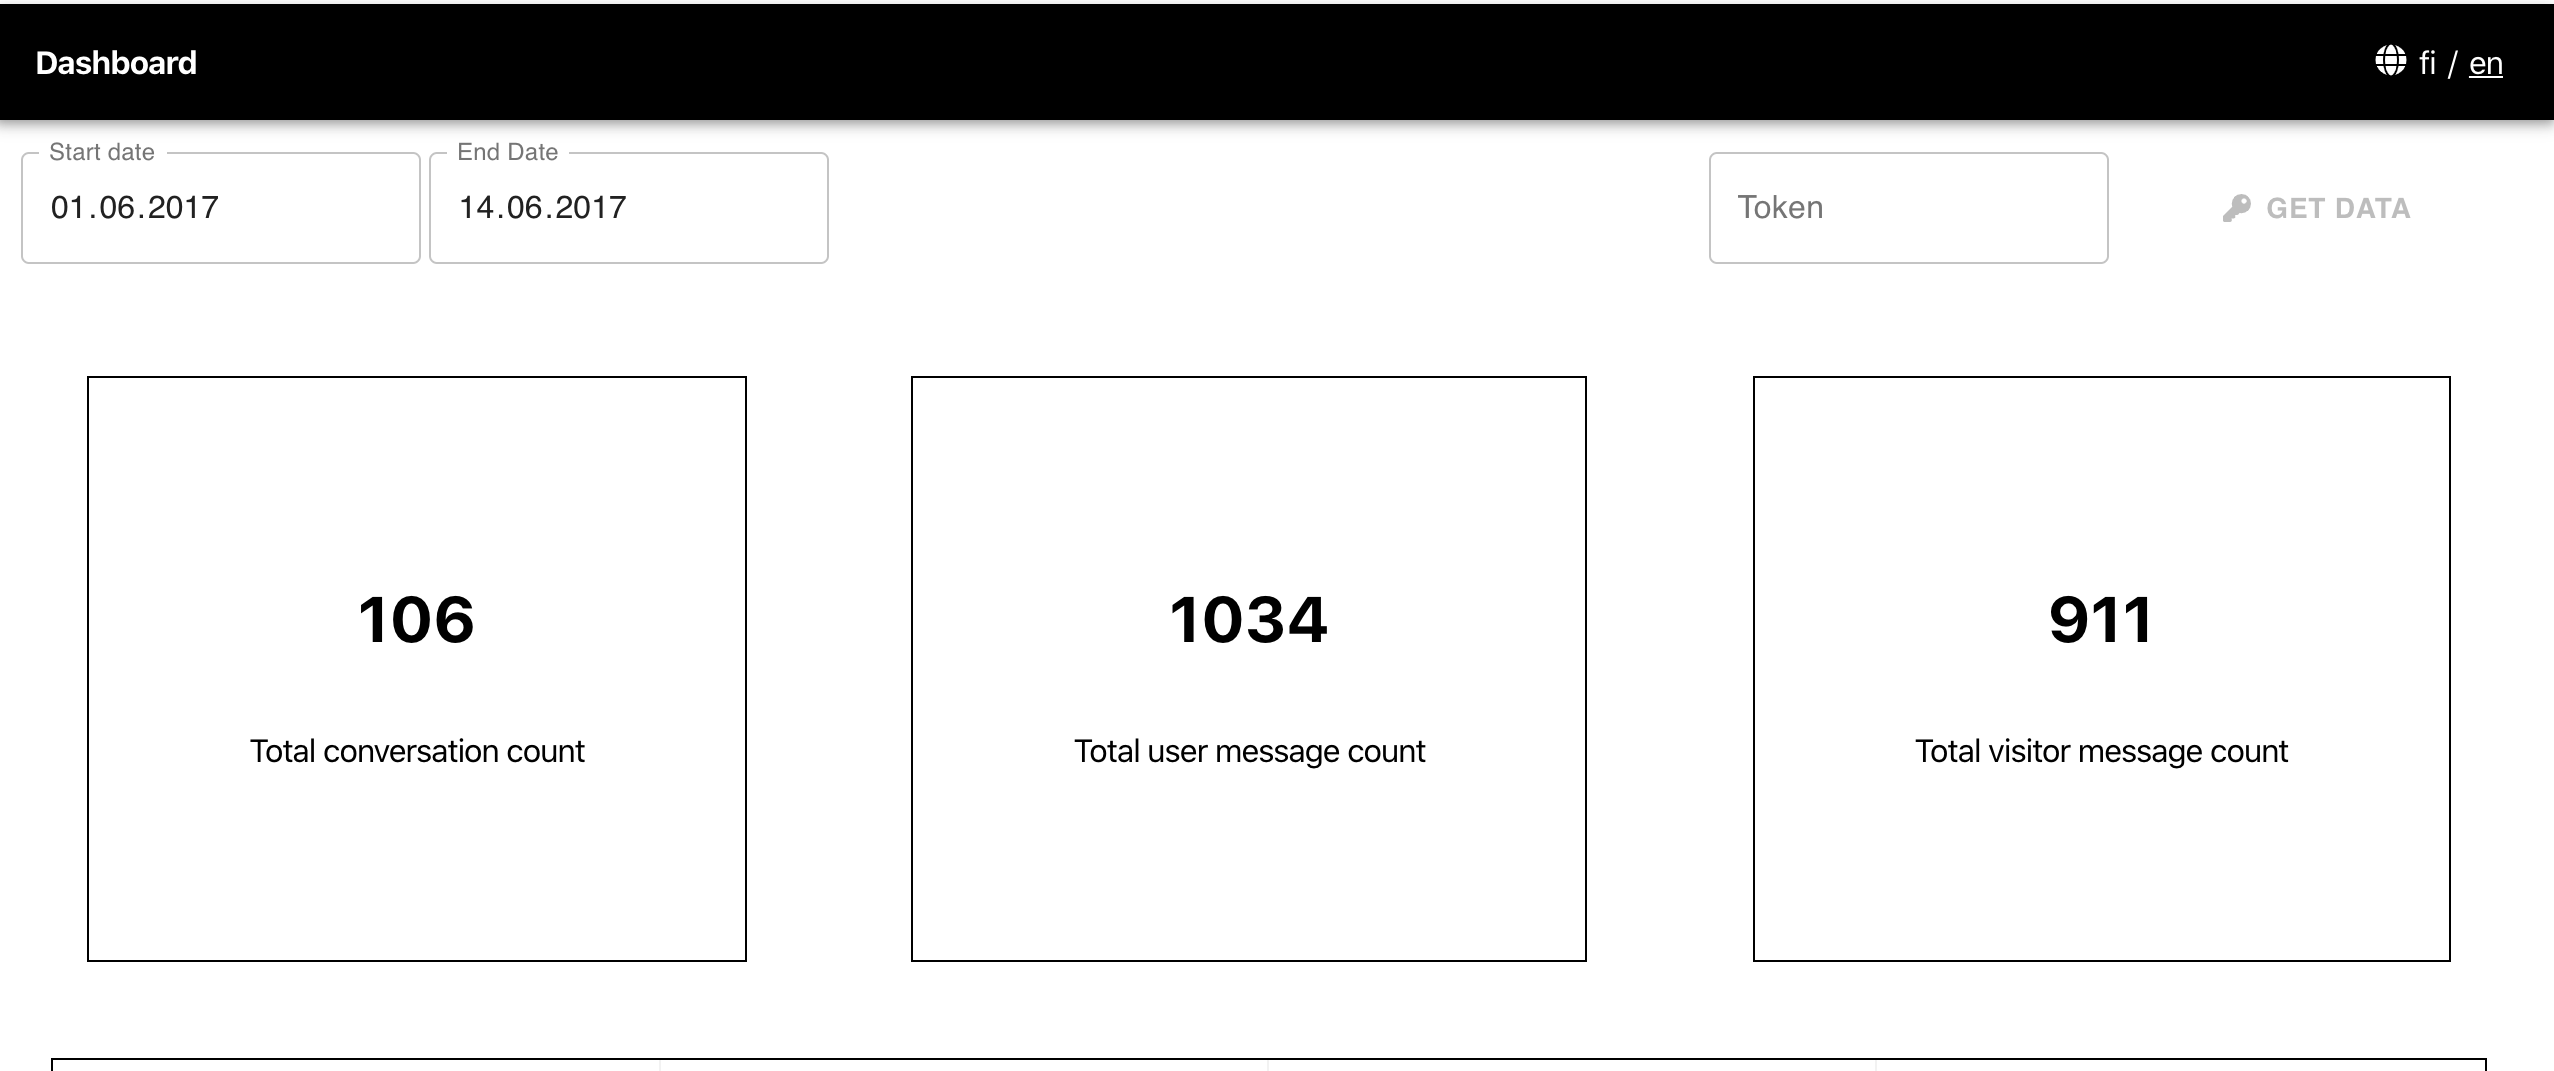 Dashboard
fi / en
Start date
End Date
01.06.2017
14.06.2017
Token
GET DATA
106
1034
911
Total conversation count
Total user message count
Total visitor message count